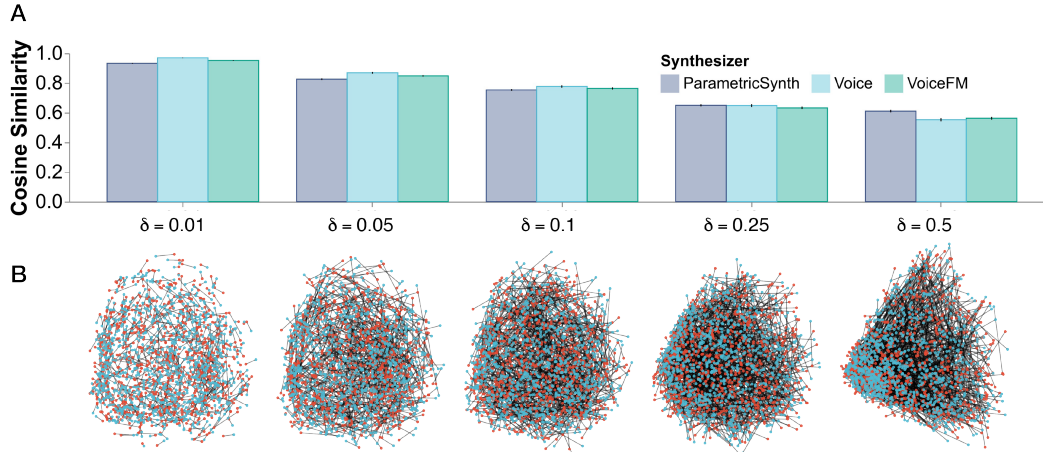 A
Cosine Similarity
1.0
0.8
0.6
0.4
0.2
0.0
Synthesizer
ParametricSynth Voice VoiceFM
δ = 0.01 δ = 0.05 δ = 0.1 δ = 0.25 δ = 0.5
B